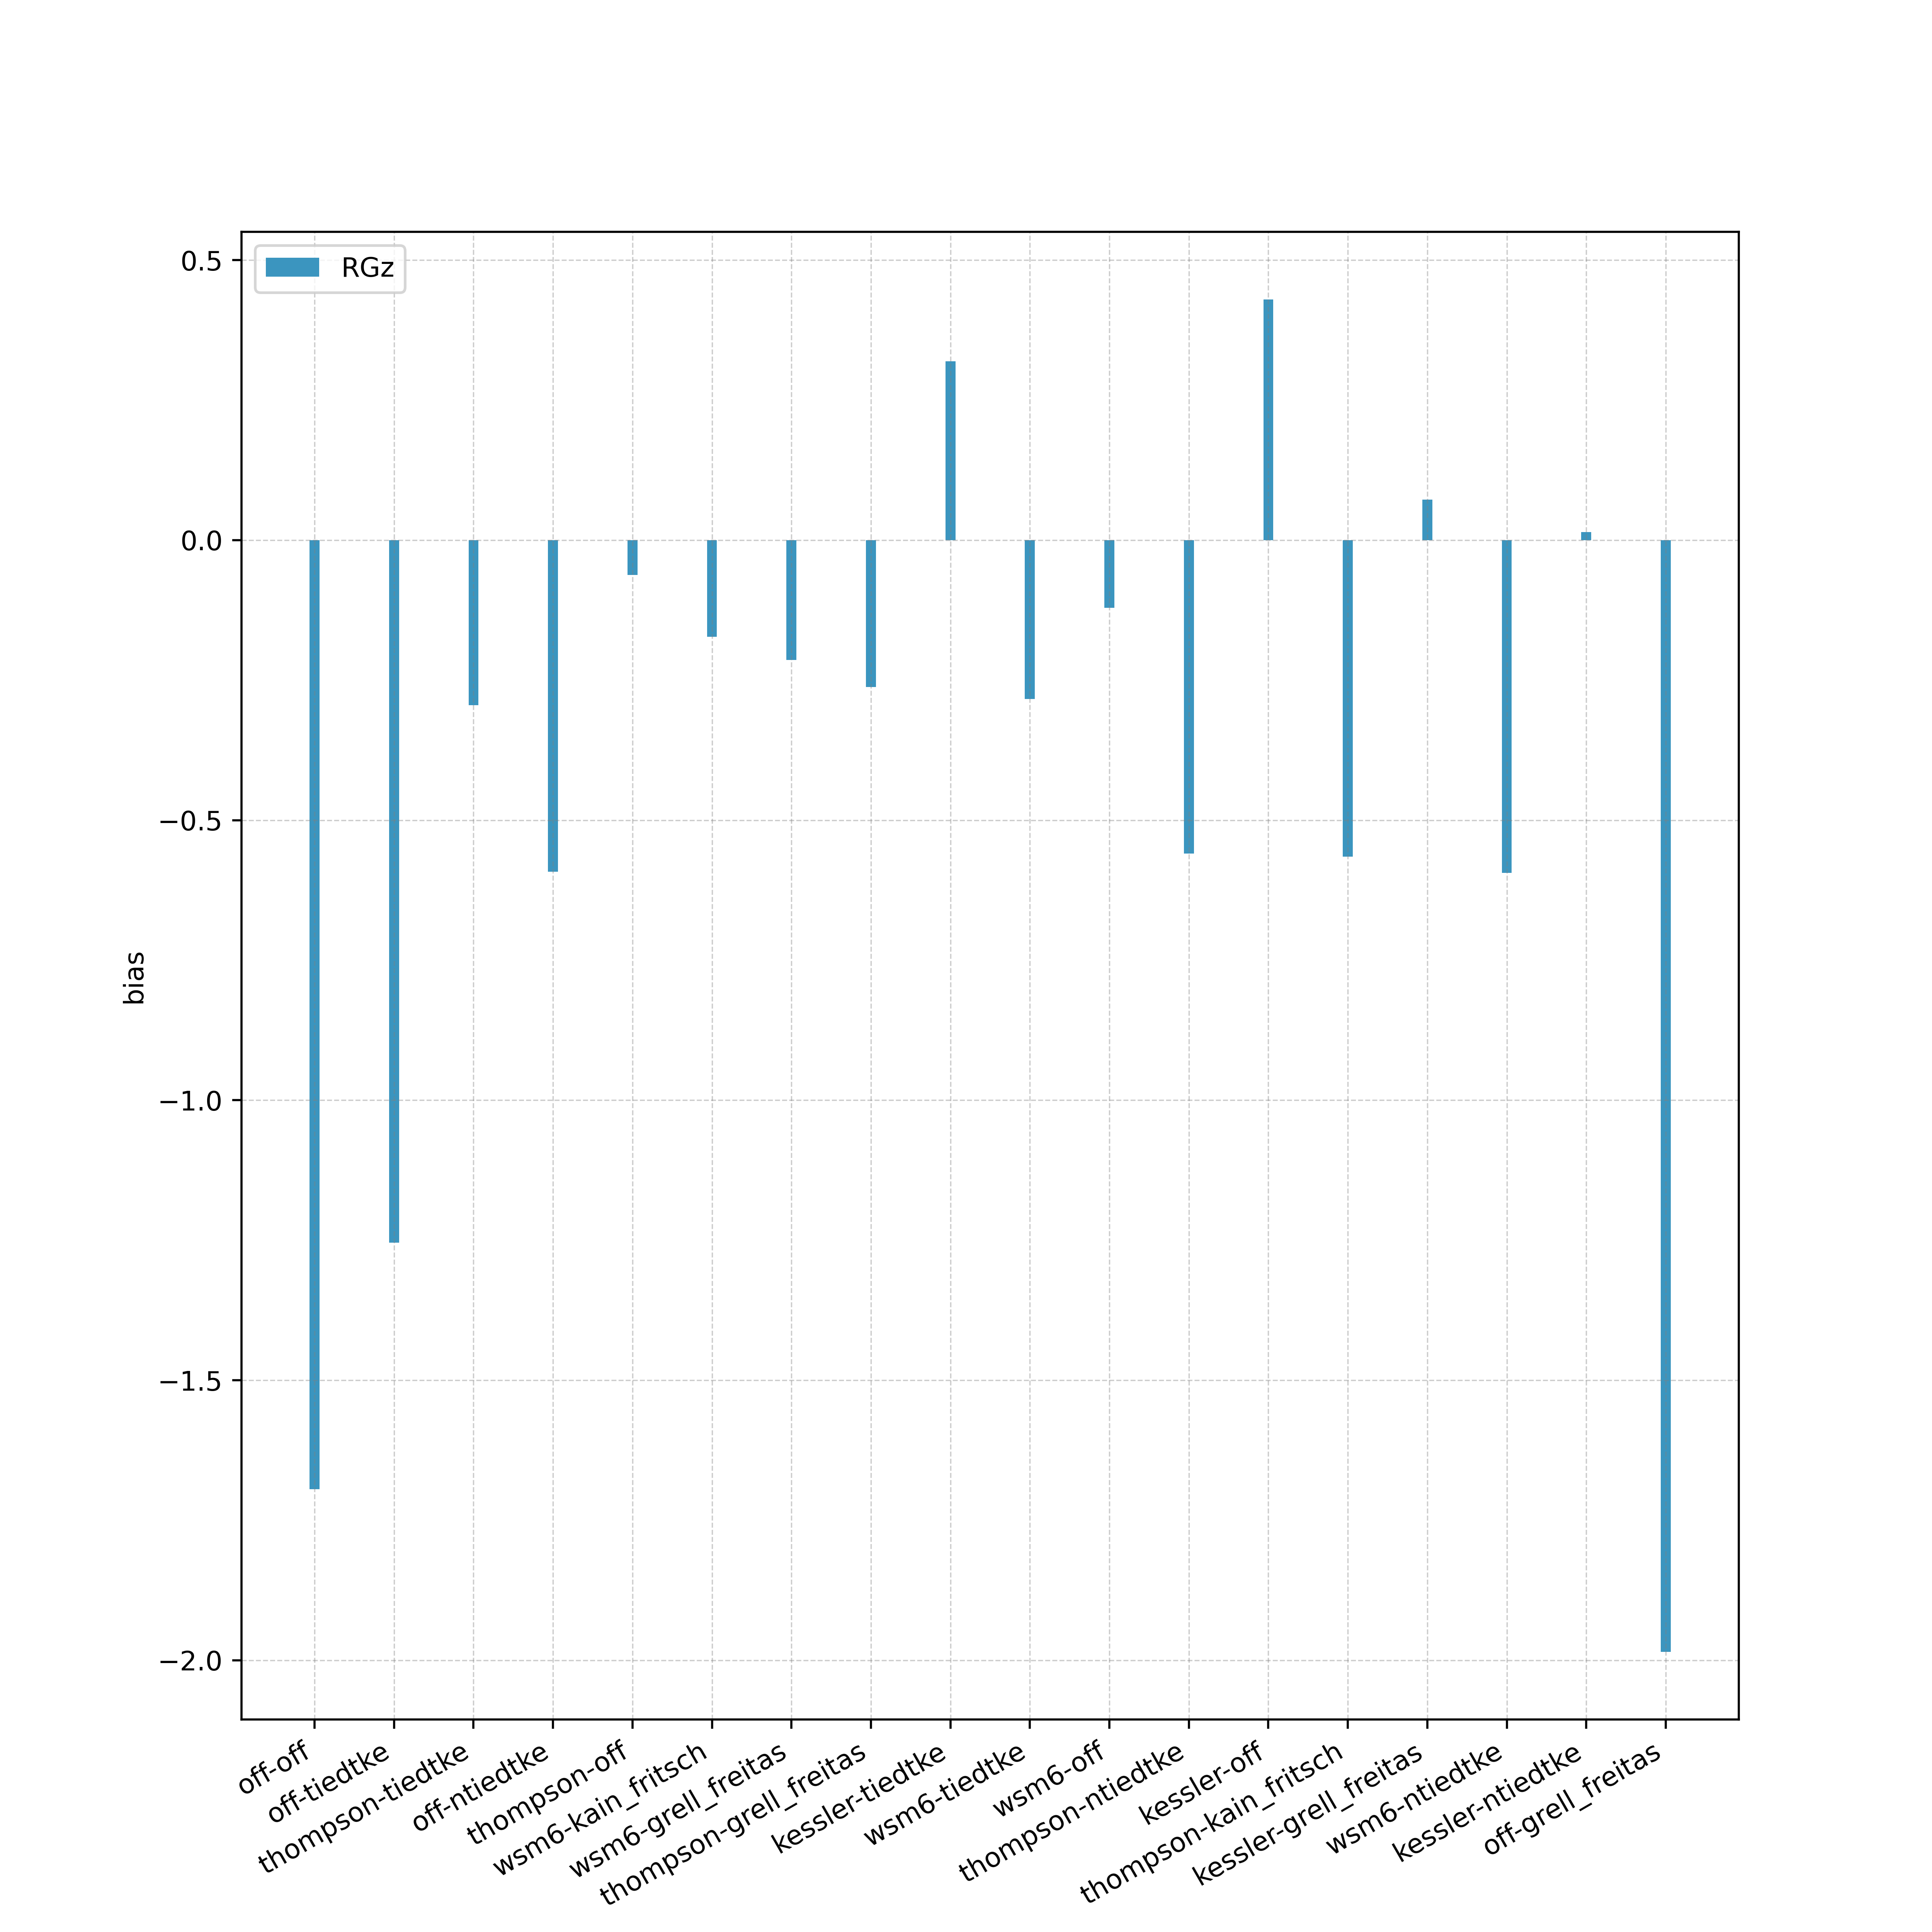 RGz
0.5
0.0
−0.5
−1.0
−1.5
−2.0
bias
off-off
off-tiedtke
thompson-tiedtke
off-ntiedtke
thompson-off
wsm6-kain_fritsch
wsm6-grell_freitas
thompson-grell_freitas
kessler-tiedtke
wsm6-tiedtke
wsm6-off
thompson-ntiedtke
kessler-off
thompson-kain_fritsch
kessler-grell_freitas
wsm6-ntiedtke
kessler-ntiedtke
off-grell_freitas